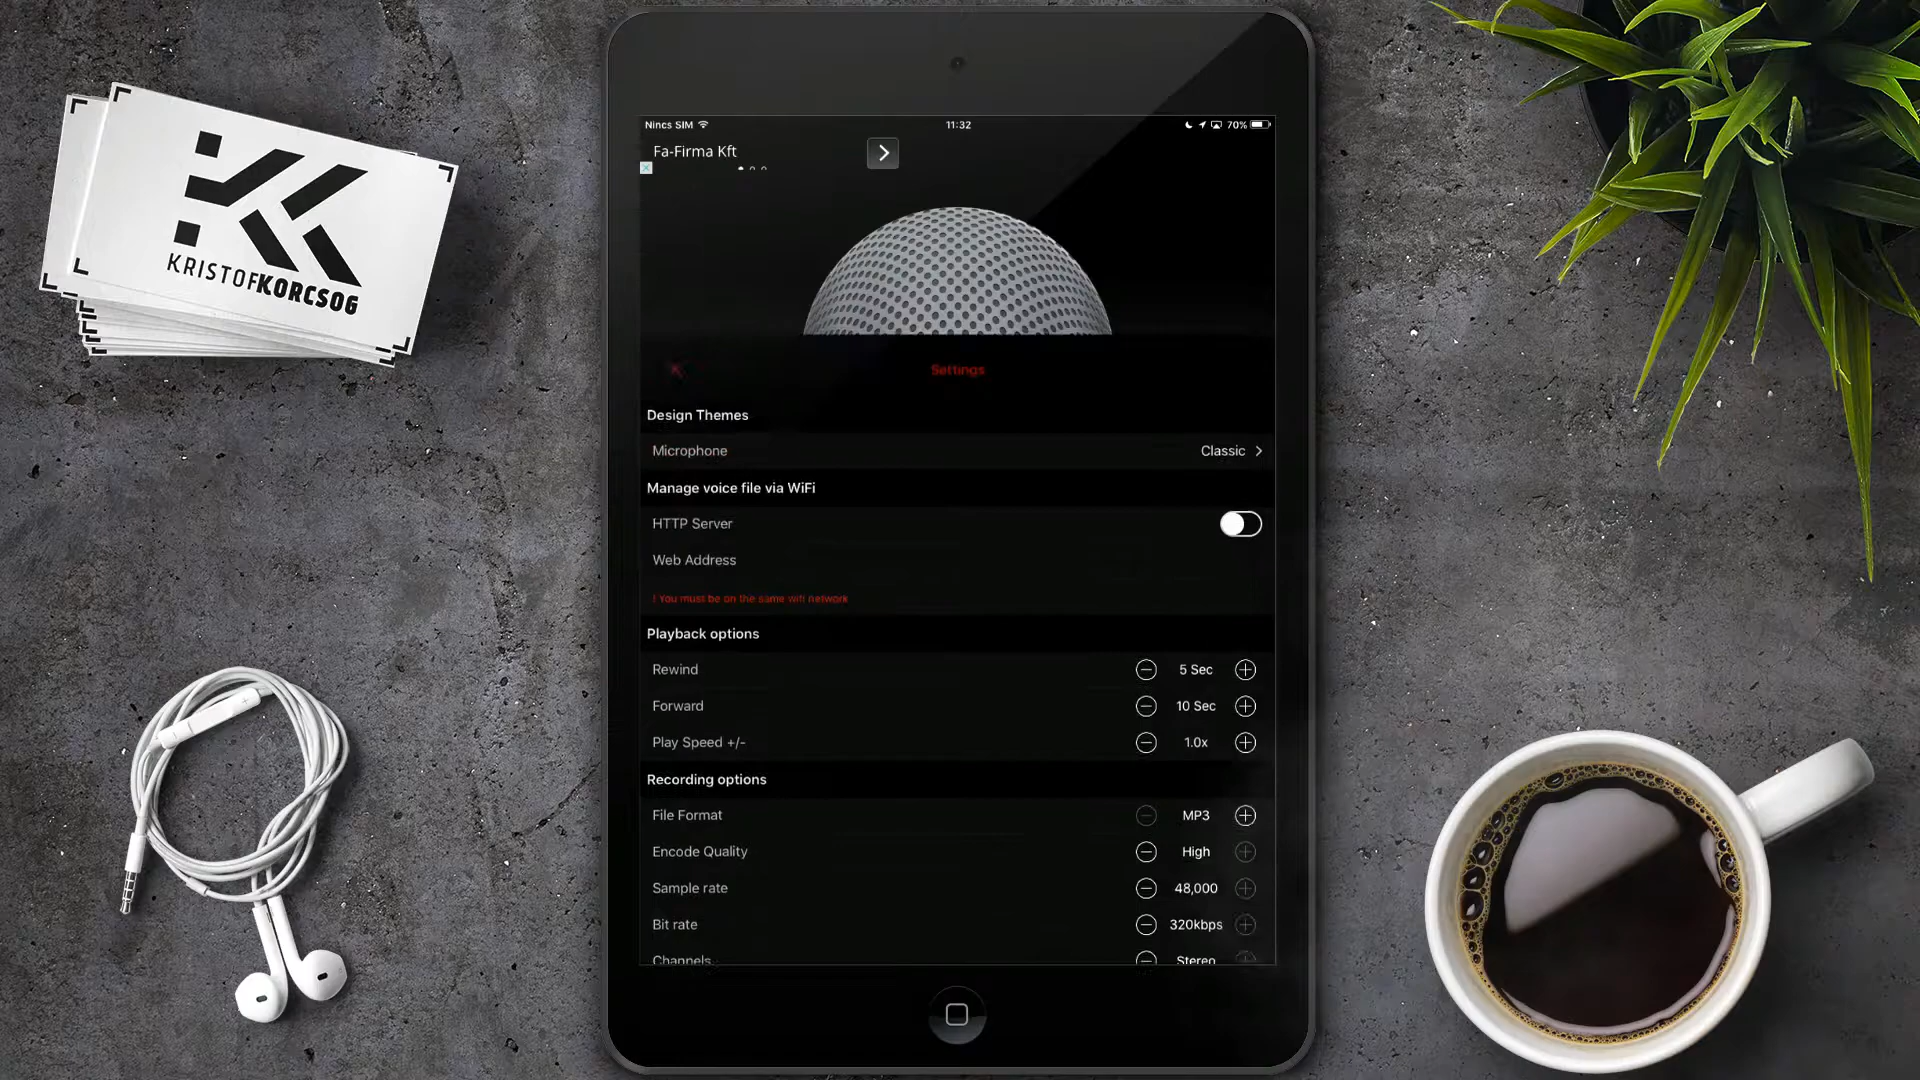 KRISTOFKORCSOG
Nincs SIM
11:32
70%
Fa-Firma Kft
Settings
Design Themes
Microphone
Classic
Manage voice file via WiFi
HTTP Server
Web Address
! You must be on the same wifi network
Playback options
Rewind
5 Sec
Forward
10 Sec
Play Speed +/-
1.0x
Recording options
File Format
MP3
Encode Quality
High
Sample rate
48,000
Bit rate
320kbps
Channels
Stereo